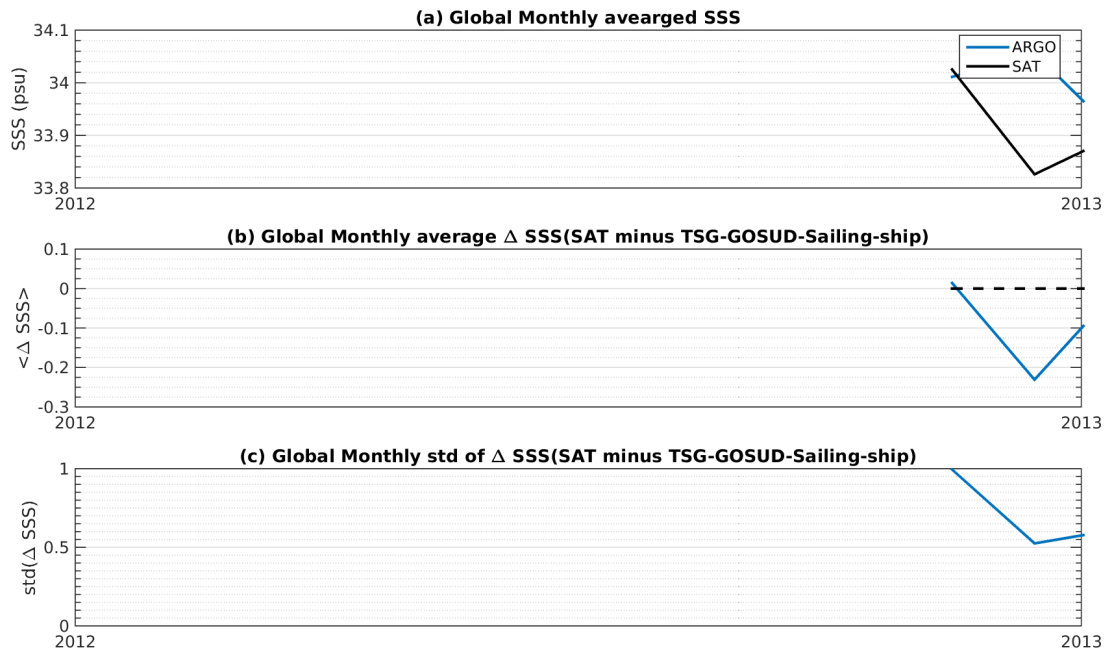 (a) Global Monthly avearged SSS
34.1
34
33.9
33.8
SSS (psu)
ARGO
SAT
2012
2013
(b) Global Monthly average Δ SSS(SAT minus TSG-GOSUD-Sailing-ship)
0.1
0
-0.1
-0.2
-0.3
<Δ SSS>
2012
2013
(c) Global Monthly std of Δ SSS(SAT minus TSG-GOSUD-Sailing-ship)
1
0.5
0
std(Δ SSS)
2012
2013